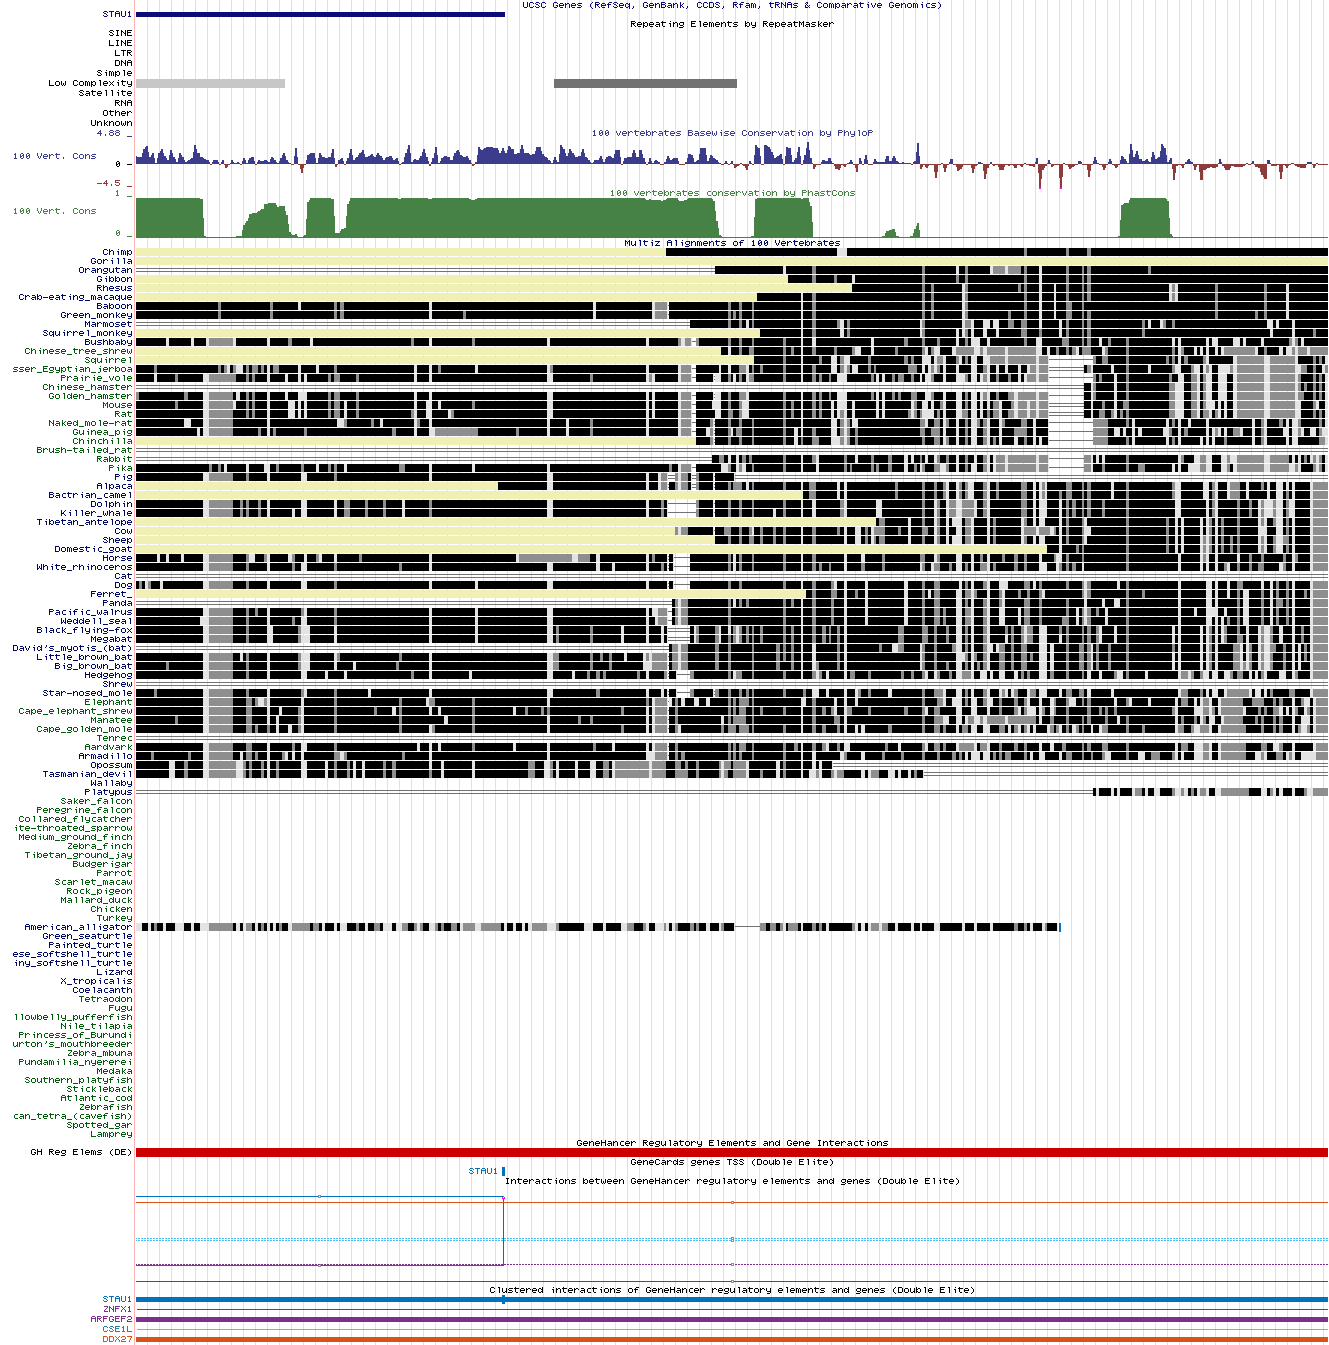 UCSC Genes (RefSeq, GenBank, CCDS, Rfam, tRNAs & Comparative Genomics)
STAU1
Repeating Elements by RepeatMasker
SINE
LINE
LTR
DNA
Simple
Low Complexity
Satellite
RNA
Other
Unknown
4.88 _
100 vertebrates Basewise Conservation by PhyloP
100 Vert. Cons
0 _
-4.5 _
1 _
100 vertebrates conservation by PhastCons
100 Vert. Cons
0 _
Multiz Alignments of 100 Vertebrates
Chimp
Gorilla
Orangutan
Gibbon
Rhesus
Crab-eating_macaque
Baboon
Green_monkey
Marmoset
Squirrel_monkey
Bushbaby
Chinese_tree_shrew
Squirrel
sser_Egyptian_jerboa
Prairie_vole
Chinese_hamster
Golden_hamster
Mouse
Rat
Naked_mole-rat
Guinea_pig
Chinchilla
Brush-tailed_rat
Rabbit
Pika
Pig
Alpaca
Bactrian_camel
Dolphin
Killer_whale
Tibetan_antelope
Cow
Sheep
Domestic_goat
Horse
White_rhinoceros
Cat
Dog
Ferret_
Panda
Pacific_walrus
Weddell_seal
Black_flying-fox
Megabat
David's_myotis_(bat)
Little_brown_bat
Big_brown_bat
Hedgehog
Shrew
Star-nosed_mole
Elephant
Cape_elephant_shrew
Manatee
Cape_golden_mole
Tenrec
Aardvark
Armadillo
Opossum
Tasmanian_devil
Wallaby
Platypus
Saker_falcon
Peregrine_falcon
Collared_flycatcher
ite-throated_sparrow
Medium_ground_finch
Zebra_finch
Tibetan_ground_jay
Budgerigar
Parrot
Scarlet_macaw
Rock_pigeon
Mallard_duck
Chicken
Turkey
American_alligator
Green_seaturtle
Painted_turtle
ese_softshell_turtle
iny_softshell_turtle
Lizard
X_tropicalis
Coelacanth
Tetraodon
Fugu
llowbelly_pufferfish
Nile_tilapia
Princess_of_Burundi
urton's_mouthbreeder
Zebra_mbuna
Pundamilia_nyererei
Medaka
Southern_platyfish
Stickleback
Atlantic_cod
Zebrafish
can_tetra_(cavefish)
Spotted_gar
Lamprey
GeneHancer Regulatory Elements and Gene Interactions
GH Reg Elems (DE)
GeneCards genes TSS (Double Elite)
STAU1
Interactions between GeneHancer regulatory elements and genes (Double Elite)
Clustered interactions of GeneHancer regulatory elements and genes (Double Elite)
STAU1
ZNFX1
ARFGEF2
CSE1L
DDX27